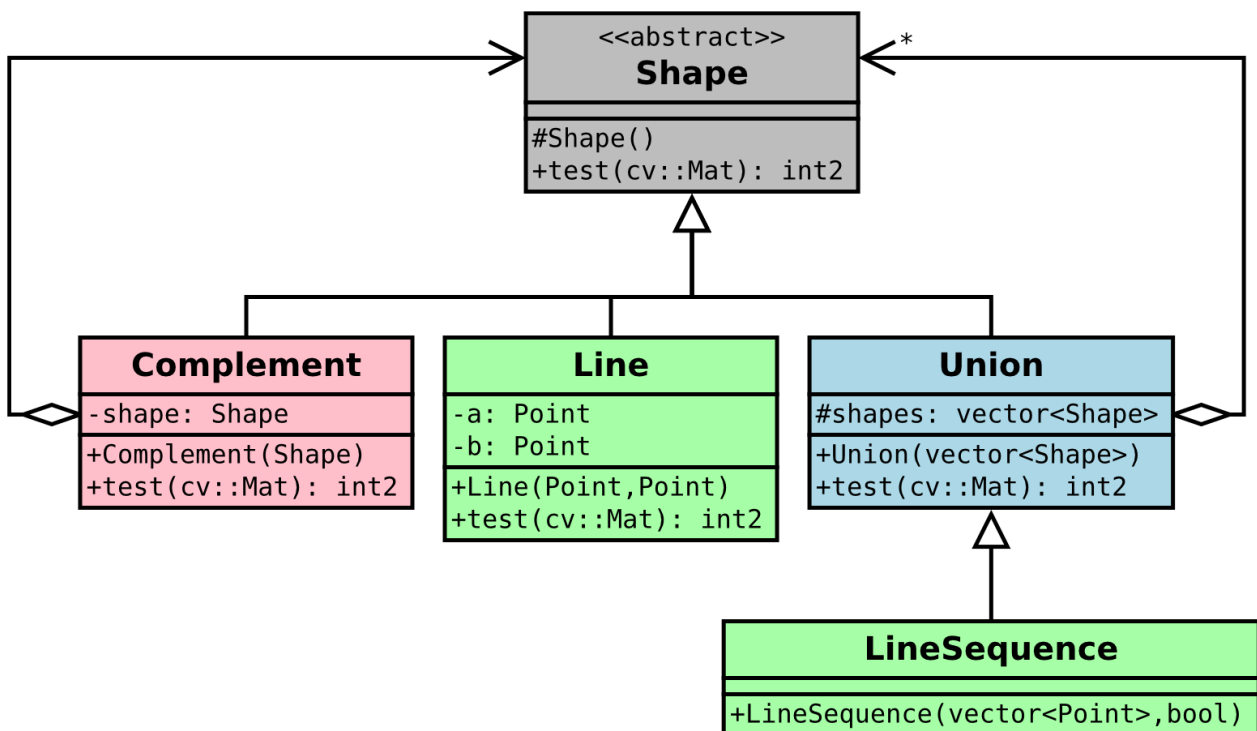 <<abstract>>
Shape
#Shape()
+test(cv::Mat): int2
*
Complement
-shape: Shape
+Complement(Shape)
+test(cv::Mat): int2
Line
-a: Point
-b: Point
+Line(Point,Point)
+test(cv::Mat): int2
Union
#shapes: vector<Shape>
+Union(vector<Shape>)
+test(cv::Mat): int2
LineSequence
+LineSequence(vector<Point>,bool)